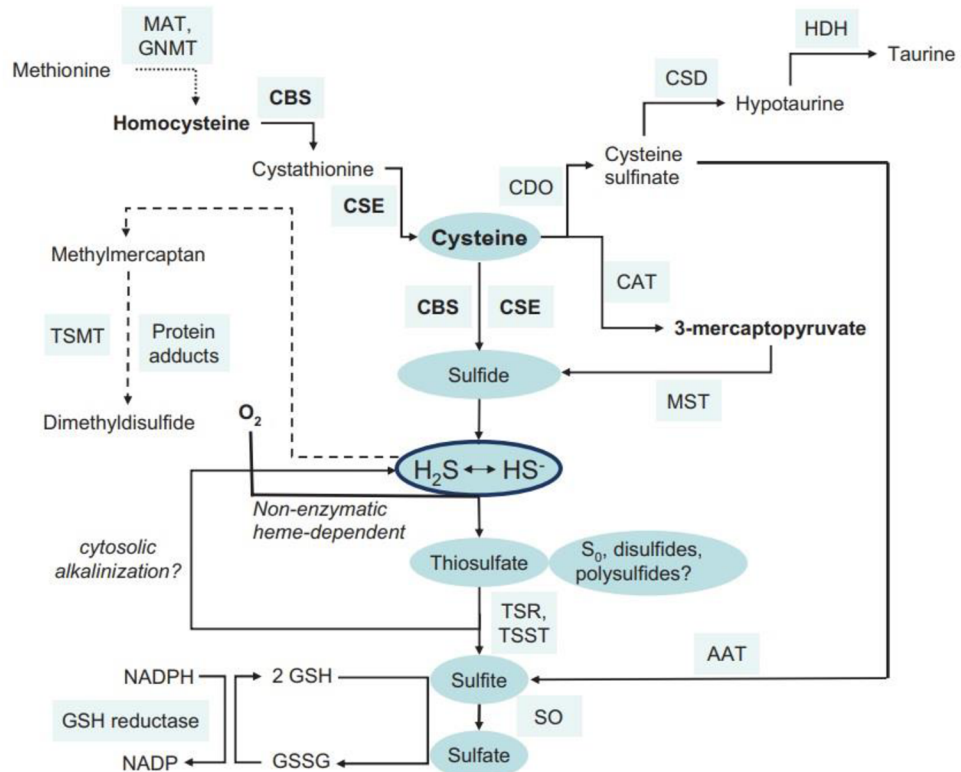 MAT,
GNMT
Methionine
Homocysteine
CBS
Cystathionine
CSE
HDH
Taurine
CSD
Hypotaurine
Cysteine
sulfinate
CDO
Cysteine
CAT
3-mercaptopyruvate
MST
CBS
CSE
Sulfide
Methylmercaptan
TSMT
Protein
adducts
Dimethyldisulfide
O₂
H₂S ↔ HS⁻
Non-enzymatic
heme-dependent
cytosolic
alkalinization?
Thiosulfate
S₀, disulfides,
polysulfides?
TSR,
TSST
AAT
Sulfite
SO
Sulfate
NADPH
2 GSH
GSH reductase
NADP
GSSG